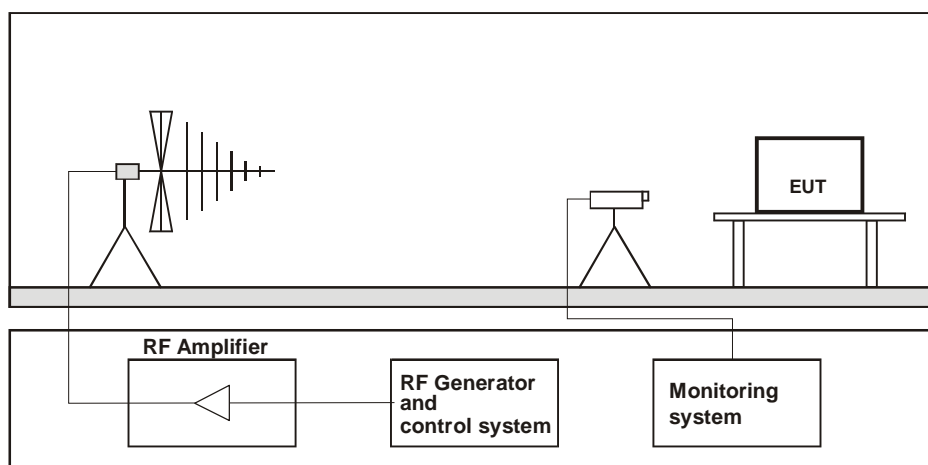 EUT
RF Amplifier
RF Generator
and
control system
Monitoring
system